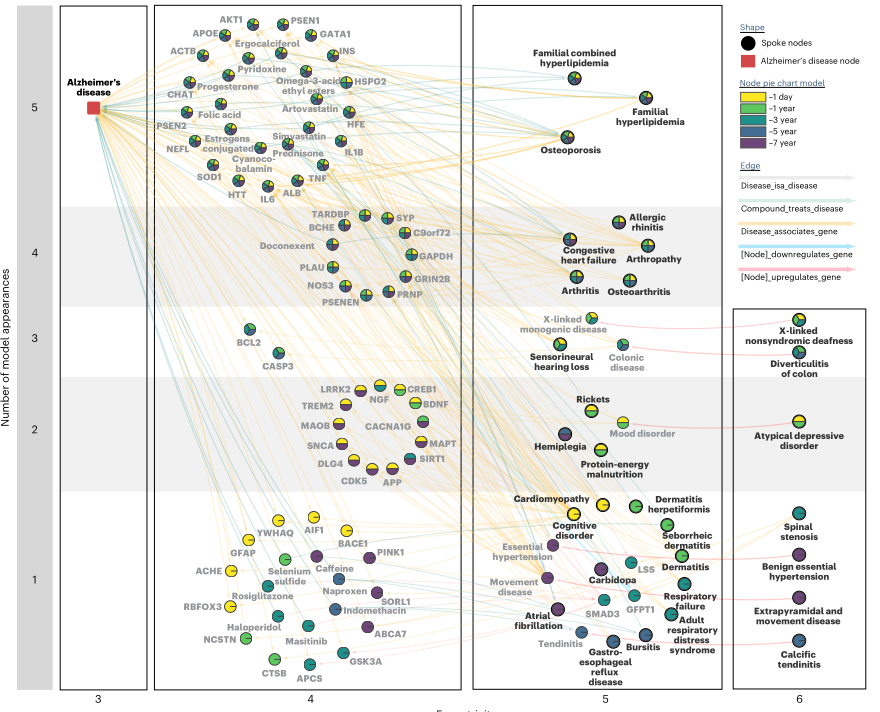 Number of model appearances
5
4
3
2
1
Alzheimer's
disease
AKT1
PSEN1
APOE
GATA1
Ergocalciferol
ACTB
INS
Pyridoxine
Omega-3-acid
ethyl esters
HSPG2
Progesterone
CHAT
Artovastatin
Folic acid
HFE
PSEN2
Estrogens
conjugated
Simvastatin
NEFL
Prednisone
IL1B
Cyanoco-
balamin
SOD1
TNF
HTT
IL6
ALB
TARDBP
SYP
BCHE
C9orf72
Doconexent
GAPDH
PLAU
GRIN2B
NOS3
PRNP
PSENEN
BCL2
CASP3
LRRK2
CREB1
NGF
TREM2
BDNF
MAOB
CACNA1G
SNCA
MAPT
DLG4
SIRT1
CDK5
APP
AIF1
YWHAQ
BACE1
GFAP
PINK1
ACHE
Selenium
sulfide
Caffeine
Rosiglitazone
Naproxen
RBFOX3
SORL1
Indomethacin
Haloperidol
ABCA7
NCSTN
Masitinib
GSK3A
CTSB
APCS
Familial combined
hyperlipidemia
Familial
hyperlipidemia
Osteoporosis
Allergic
rhinitis
Congestive
heart failure
Arthropathy
Arthritis
Osteoarthritis
X-linked
monogenic disease
Sensorineural
hearing loss
Colonic
disease
Rickets
Mood disorder
Hemiplegia
Protein-energy
malnutrition
Cardiomyopathy
Dermatitis
herpetiformis
Cognitive
disorder
Seborrheic
dermatitis
Essential
hypertension
Dermatitis
LSS
Movement
disease
Carbidopa
Respiratory
failure
SMAD3
GFPT1
Atrial
fibrillation
Adult
respiratory
distress
syndrome
Tendinitis
Bursitis
Gastro-
esophageal
reflux
disease
X-linked
nonsyndromic deafness
Diverticulitis
of colon
Atypical depressive
disorder
Spinal
stenosis
Benign essential
hypertension
Extrapyramidal and
movement disease
Calcific
tendinitis
Shape
Spoke nodes
Alzheimer's disease node
Node pie chart model
–1 day
–1 year
–3 year
–5 year
–7 year
Edge
Disease_isa_disease
Compound_treats_disease
Disease_associates_gene
[Node]_downregulates_gene
[Node]_upregulates_gene
3
4
5
6